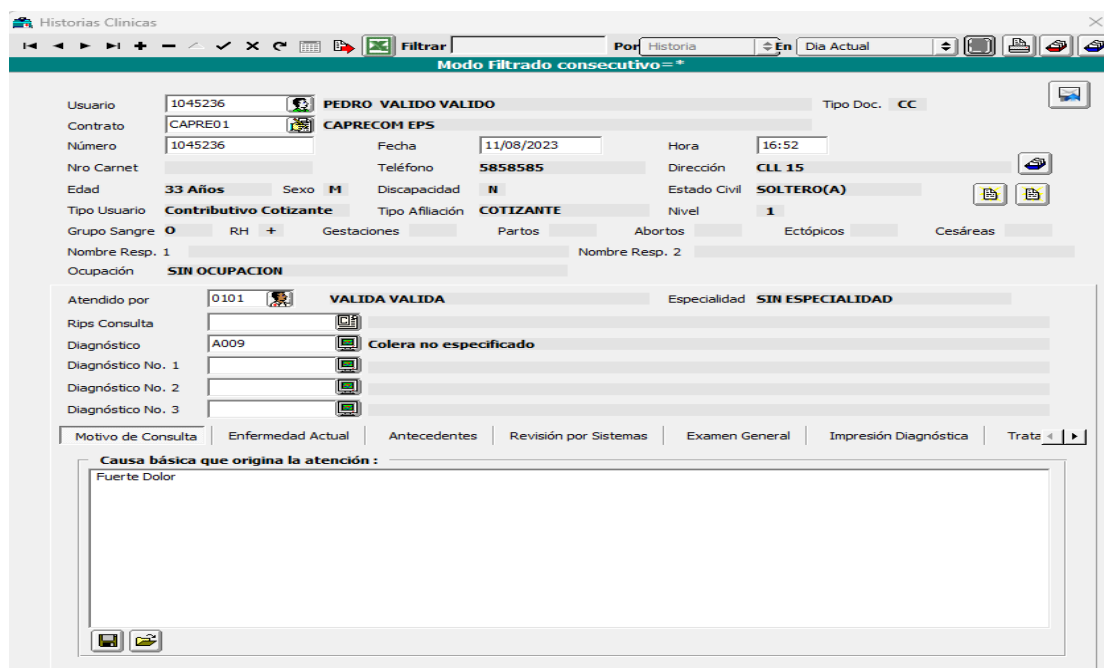 Historias Clinicas
Filtrar Por Historia En Dia Actual
Modo Filtrado consecutivo=*
Usuario 1045236 PEDRO VALIDO VALIDO Tipo Doc. CC
Contrato CAPRE01 CAPRECOM EPS
Número 1045236 Fecha 11/08/2023 Hora 16:52
Nro Carnet Teléfono 5858585 Dirección CLL 15
Edad 33 Años Sexo M Discapacidad N Estado Civil SOLTERO(A)
Tipo Usuario Contributivo Cotizante Tipo Afiliación COTIZANTE Nivel 1
Grupo Sangre O RH + Gestaciones Partos Abortos Ectópicos Cesáreas
Nombre Resp. 1 Nombre Resp. 2
Ocupación SIN OCUPACION
Atendido por 0101 VALIDA VALIDA Especialidad SIN ESPECIALIDAD
Rips Consulta
Diagnóstico A009 Colera no especificado
Diagnóstico No. 1
Diagnóstico No. 2
Diagnóstico No. 3
Motivo de Consulta Enfermedad Actual Antecedentes Revisión por Sistemas Examen General Impresión Diagnóstica Trata
Causa básica que origina la atención :
Fuerte Dolor